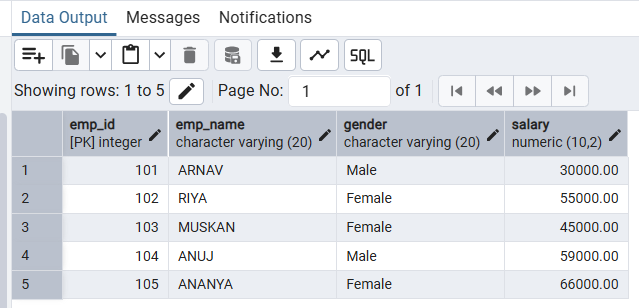 Data Output Messages Notifications
SQL
Showing rows: 1 to 5 Page No: 1 of 1
emp_id emp_name gender salary
[PK] integer character varying (20) character varying (20) numeric (10,2)
1 101 ARNAV Male 30000.00
2 102 RIYA Female 55000.00
3 103 MUSKAN Female 45000.00
4 104 ANUJ Male 59000.00
5 105 ANANYA Female 66000.00